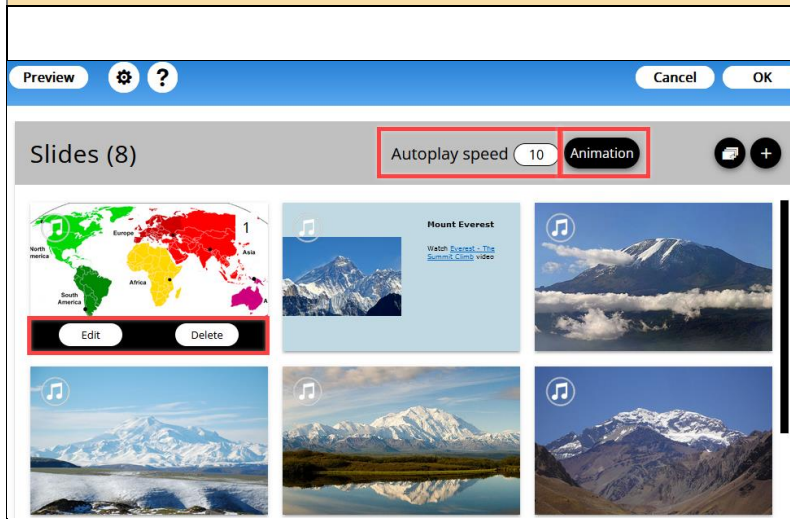 Preview ? Cancel OK
Slides (8) Autoplay speed 10 Animation +
1
Europe
Asia
North
merica
Africa
South
America
A
Edit Delete
Mount Everest
Watch Everest - The
Summit Climb video